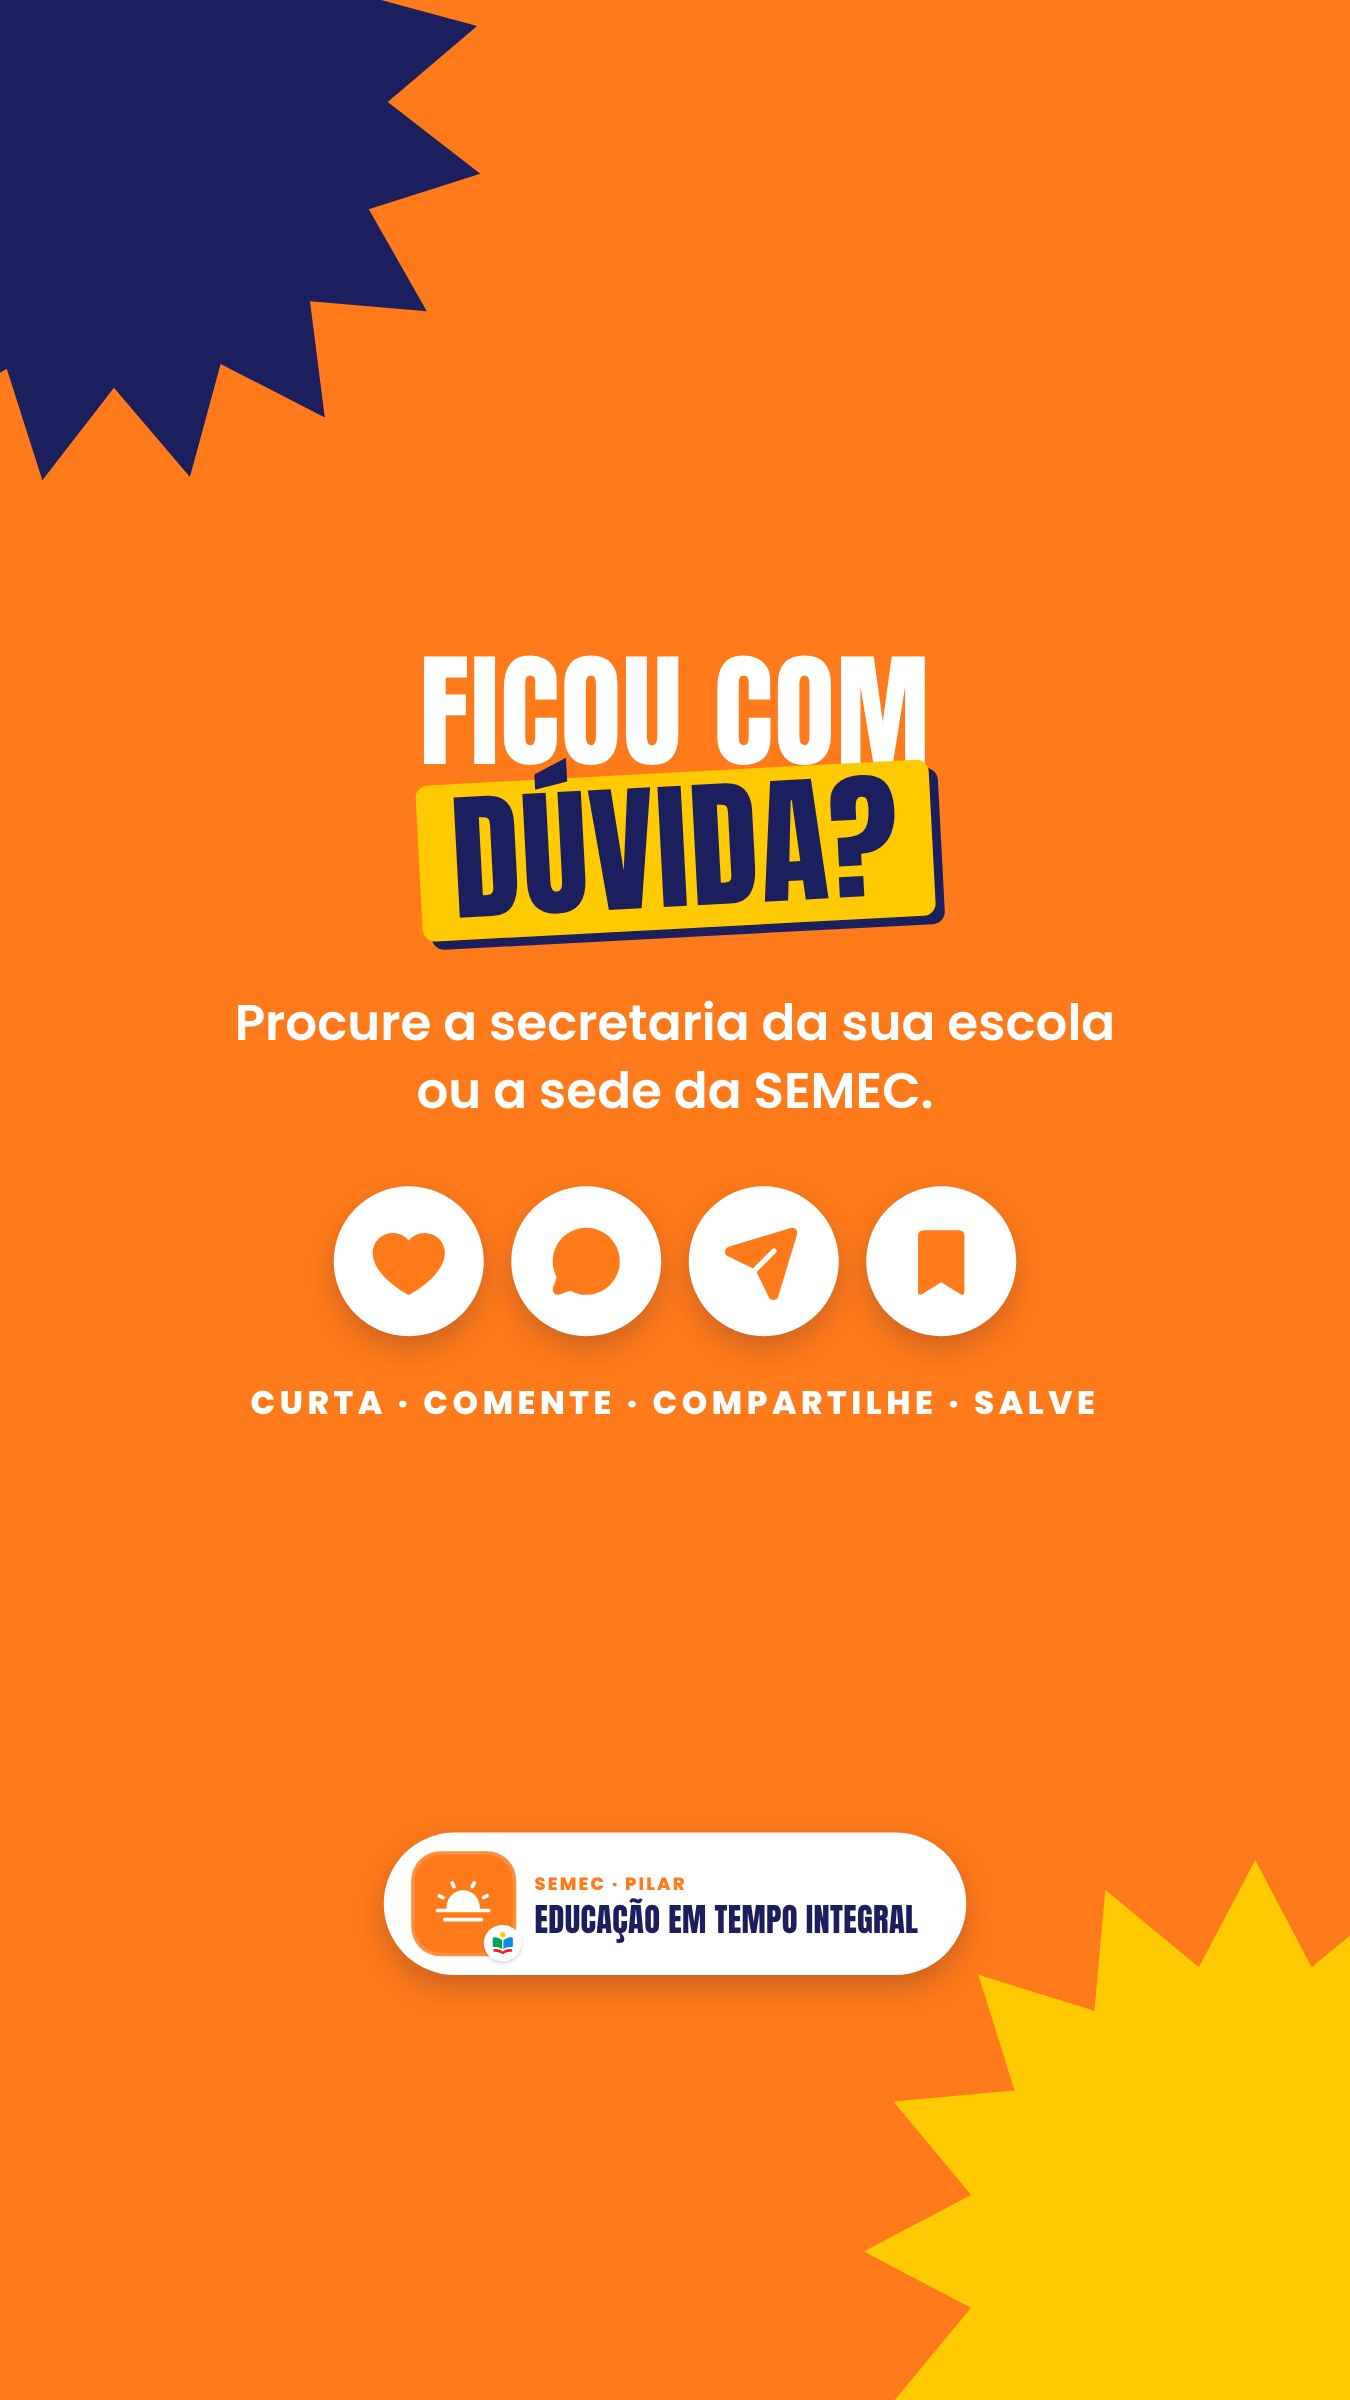 FICOU COM
DÚVIDA?
Procure a secretaria da sua escola
ou a sede da SEMEC.
CURTA · COMENTE · COMPARTILHE · SALVE
SEMEC · PILAR
EDUCAÇÃO EM TEMPO INTEGRAL